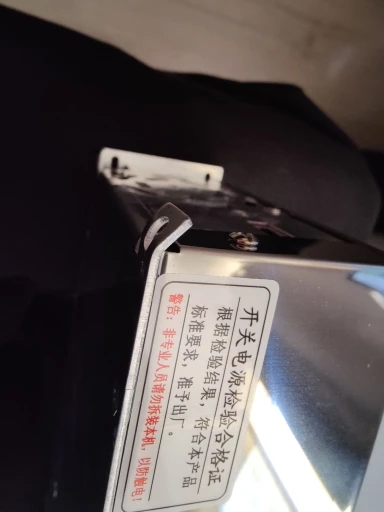 开关电源检验合格证
根据检验结果，符合本产品
标准要求，准予出厂。
警告：非专业人员请勿拆装本机，以防触电！